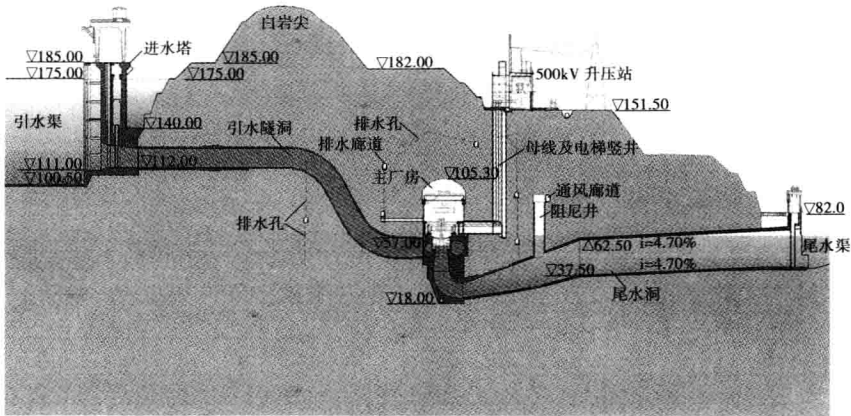 白岩尖
进水塔
▽185.00
▽175.00
▽185.00
▽175.00
▽182.00
500kV 升压站
▽151.50
引水渠
▽140.00
引水隧洞
排水孔
排水廊道
母线及电梯竖井
▽111.00
▽112.00
▽100.50
主厂房
▽105.30
通风廊道
阻尼井
▽82.0
排水孔
▽57.00
△62.50
i=4.70%
尾水渠
▽37.50
i=4.70%
尾水洞
▽18.00